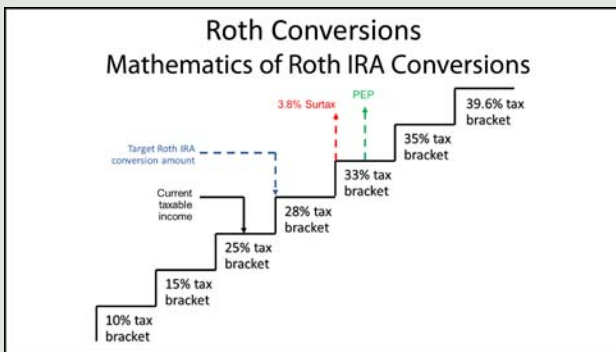 Roth Conversions
Mathematics of Roth IRA Conversions
PEP
3.8% Surtax
39.6% tax
bracket
35% tax
bracket
Target Roth IRA
conversion amount
33% tax
bracket
Current
taxable
income
28% tax
bracket
25% tax
bracket
15% tax
bracket
10% tax
bracket